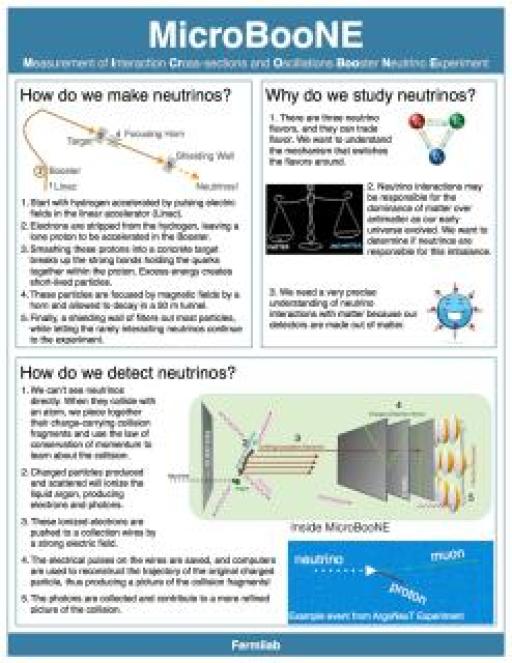 MicroBooNE
Measurement of Interaction Cross-sections and Oscillations Booster Neutrino Experiment
How do we make neutrinos?
Target
4 Focusing Horn
Shielding Wall
Booster
1 Linac
Neutrinos!
1. Start with hydrogen accelerated by pulsing electric
fields in the linear accelerator (Linac).
2. Electrons are stripped from the hydrogen, leaving a
lone proton to be accelerated in the Booster.
3. Smashing these protons into a concrete target
breaks up the strong bands holding the quarks
together within the proton. Excess energy creates
short-lived particles.
4. These particles are focused by magnetic fields by a
horn and allowed to decay in a 50 m tunnel.
5. Finally, a shielding wall of filters out most particles,
while letting the rarely interacting neutrinos continue
to the experiment.
Why do we study neutrinos?
1. There are three neutrino
flavors, and they can trade
flavor. We want to understand
the mechanism that switches
the flavors around.
MATTER
ANTIMATTER
2. Neutrino interactions may
be responsible for the
dominance of matter over
antimatter as our early
universe evolved. We want to
determine if neutrinos are
responsible for this imbalance.
3. We need a very precise
understanding of neutrino
interactions with matter because our
detectors are made out of matter.
How do we detect neutrinos?
1. We can't see neutrinos
directly. When they collide with
an atom, we piece together
their charge-carrying collision
fragments and use the law of
conservation of momentum to
learn about the collision.
2. Charged particles produced
and scattered will ionize the
liquid argon, producing
electrons and photons.
3. These ionized electrons are
pushed to a collection wires by
a strong electric field.
4. The electrical pulses on the wires are saved, and computers
are used to reconstruct the trajectory of the original charged
particle, thus producing a picture of the collision fragments!
5. The photons are collected and contribute to a more refined
picture of the collision.
3
4
5
Inside MicroBooNE
neutrino
muon
proton
Example event from ArgoNeuT Experiment
Fermilab